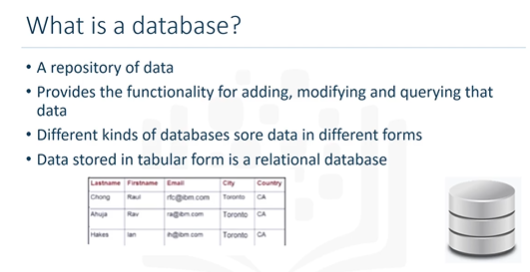 What is a database?
• A repository of data
• Provides the functionality for adding, modifying and querying that
data
• Different kinds of databases sore data in different forms
• Data stored in tabular form is a relational database
Lastname Firstname Email City Country
Chong Raul rfc@ibm.com Toronto CA
Ahuja Rav ra@ibm.com Toronto CA
Hakes Ian ih@ibm.com Toronto CA